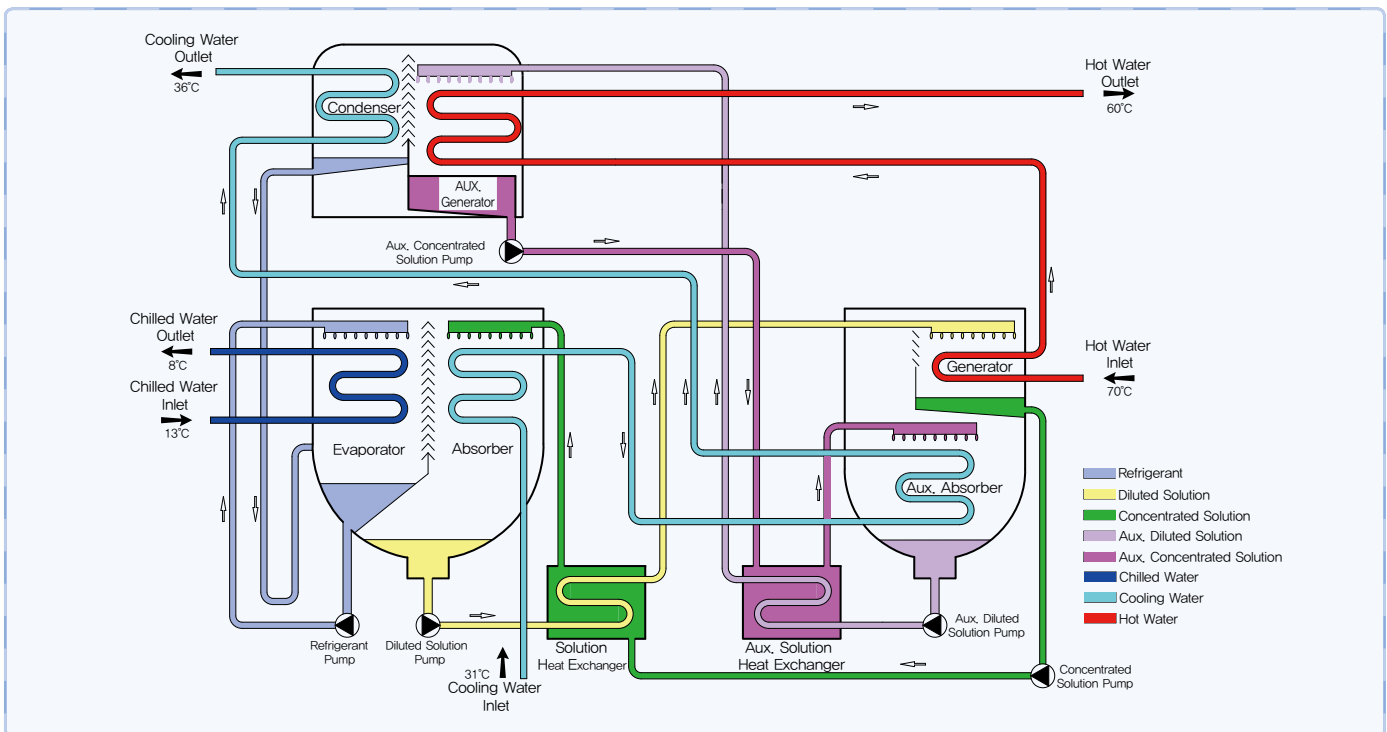 Cooling Water
Outlet
36°C
Condenser
Hot Water
Outlet
60°C
AUX.
Generator
Aux. Concentrated
Solution Pump
Chilled Water
Outlet
8°C
Chilled Water
Inlet
13°C
Evaporator
Absorber
Generator
Hot Water
Inlet
70°C
Aux. Absorber
Refrigerant
Diluted Solution
Concentrated Solution
Aux. Diluted Solution
Aux. Concentrated Solution
Chilled Water
Cooling Water
Hot Water
Refrigerant
Pump
Diluted Solution
Pump
31°C
Cooling Water
Inlet
Solution
Heat Exchanger
Aux. Solution
Heat Exchanger
Aux. Diluted
Solution Pump
Concentrated
Solution Pump